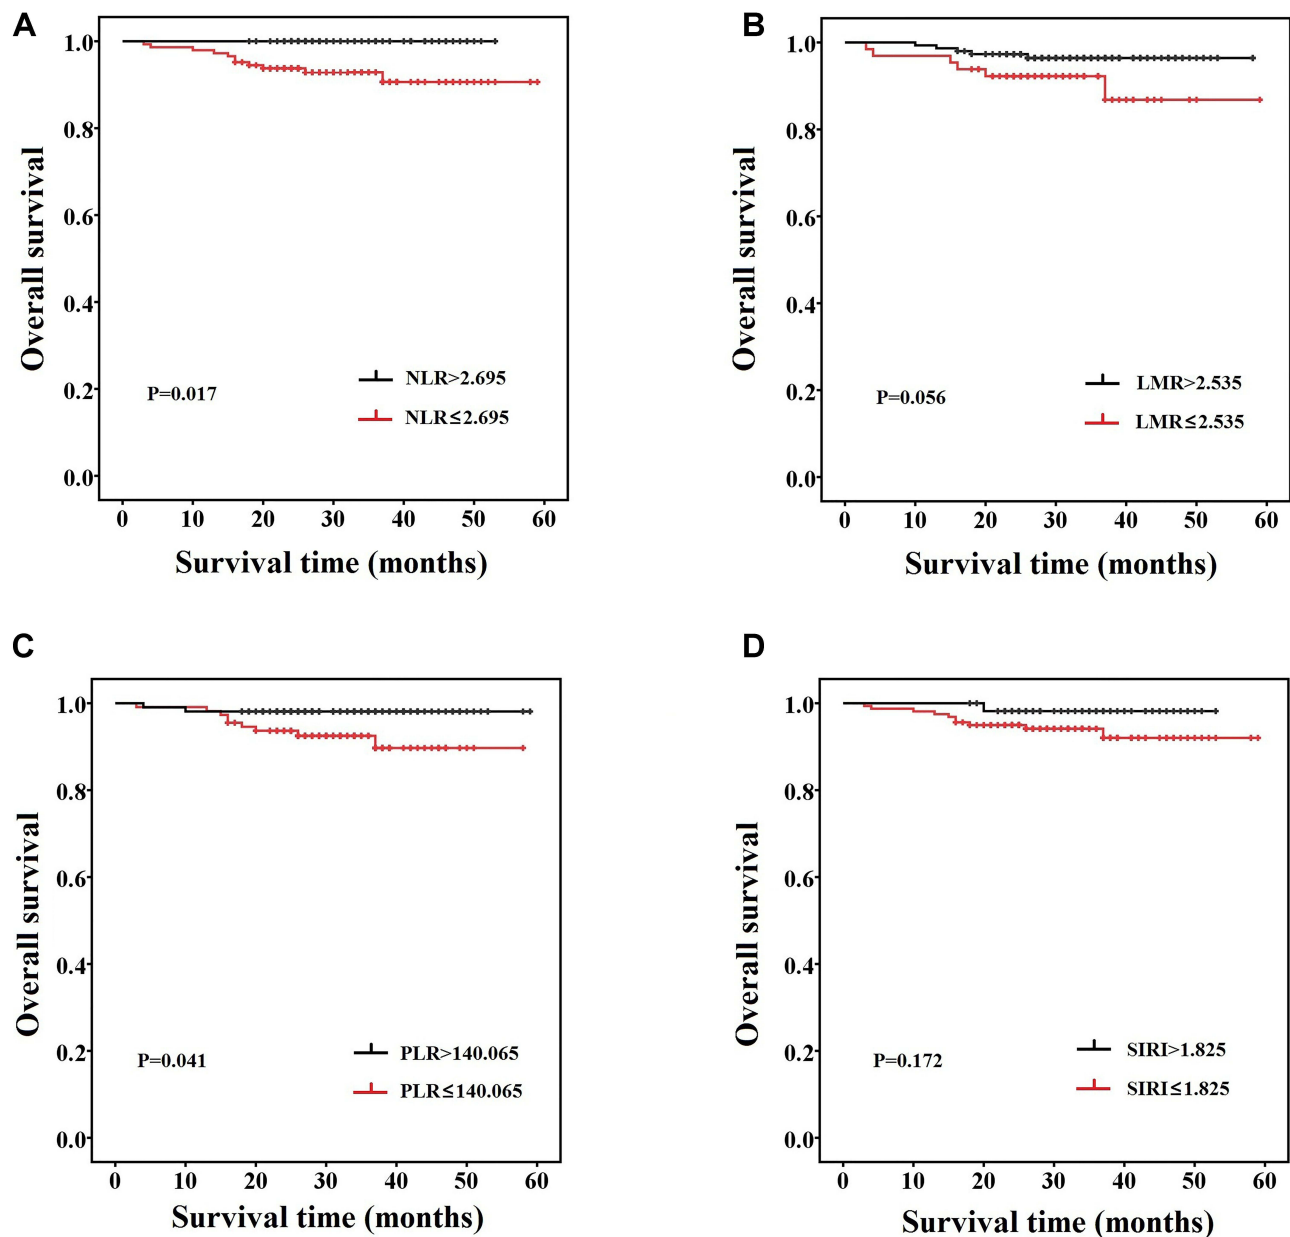 A
1.0
0.8
0.6
0.4
0.2
0.0
Overall survival
P=0.017
NLR>2.695
NLR≤2.695
0 10 20 30 40 50 60
Survival time (months)
B
1.0
0.8
0.6
0.4
0.2
0.0
Overall survival
P=0.056
LMR>2.535
LMR≤2.535
0 10 20 30 40 50 60
Survival time (months)
C
1.0
0.8
0.6
0.4
0.2
0.0
Overall survival
P=0.041
PLR>140.065
PLR≤140.065
0 10 20 30 40 50 60
Survival time (months)
D
1.0
0.8
0.6
0.4
0.2
0.0
Overall survival
P=0.172
SIRI>1.825
SIRI≤1.825
0 10 20 30 40 50 60
Survival time (months)